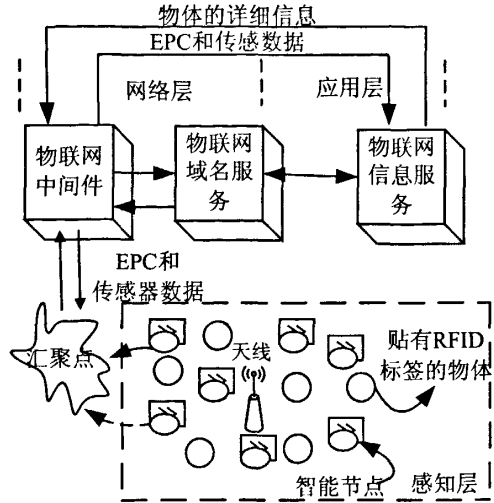 物体的详细信息
EPC和传感数据
网络层
应用层
物联网
中间件
物联网
域名服
务
物联网
信息服
务
EPC和
传感器数据
汇聚点
天线
贴有RFID
标签的物体
智能节点
感知层